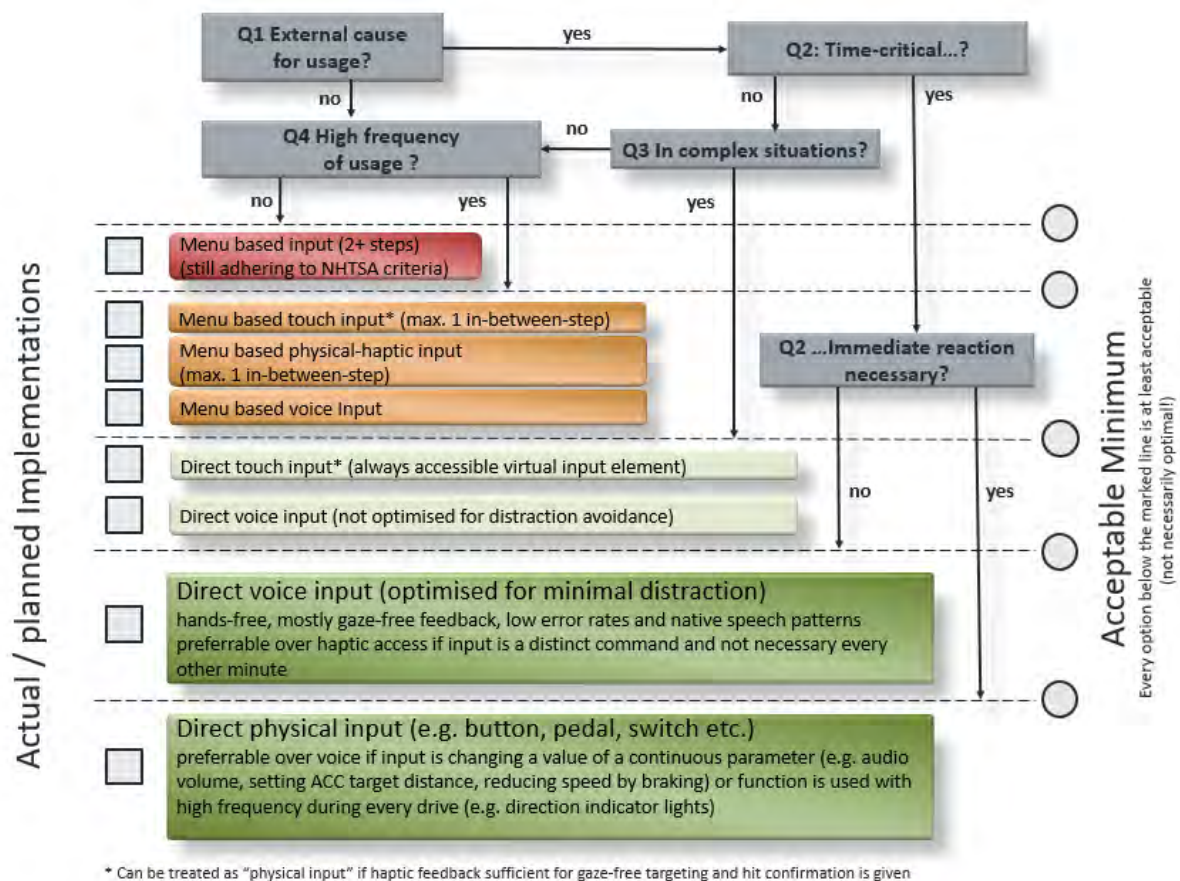 Q1 External cause
for usage?
yes
Q2: Time-critical...?
no
no
yes
Q4 High frequency
of usage ?
no
Q3 In complex situations?
no
yes
yes
Menu based input (2+ steps)
(still adhering to NHTSA criteria)
Menu based touch input* (max. 1 in-between-step)
Menu based physical-haptic input
(max. 1 in-between-step)
Menu based voice Input
Q2 ...Immediate reaction
necessary?
Direct touch input* (always accessible virtual input element)
Direct voice input (not optimised for distraction avoidance)
no
yes
Direct voice input (optimised for minimal distraction)
hands-free, mostly gaze-free feedback, low error rates and native speech patterns
preferrable over haptic access if input is a distinct command and not necessary every
other minute
Direct physical input (e.g. button, pedal, switch etc.)
preferrable over voice if input is changing a value of a continuous parameter (e.g. audio
volume, setting ACC target distance, reducing speed by braking) or function is used with
high frequency during every drive (e.g. direction indicator lights)
* Can be treated as "physical input" if haptic feedback sufficient for gaze-free targeting and hit confirmation is given
Actual / planned Implementations
Acceptable Minimum
Every option below the marked line is at least acceptable
(not necessarily optimal!)